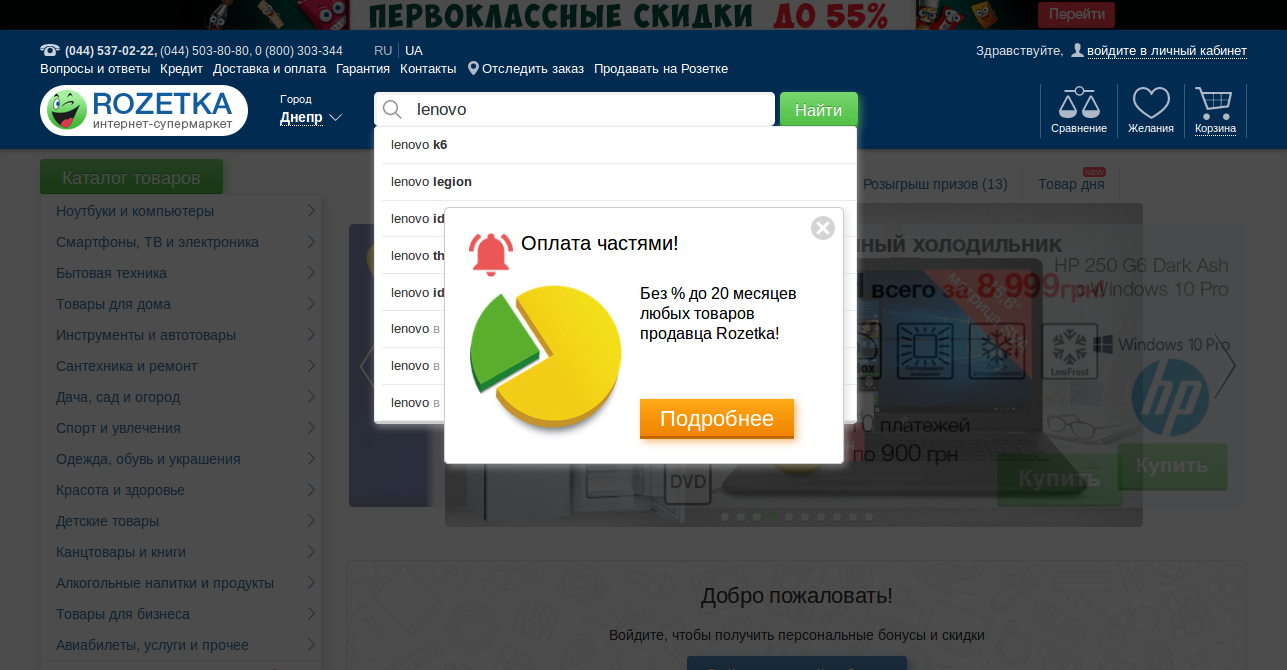 ПЕРВОКЛАССНЫЕ СКИДКИ ДО 55%
Перейти
(044) 537-02-22, (044) 503-80-80, 0 (800) 303-344
RU UA
Здравствуйте, войдите в личный кабинет
Вопросы и ответы Кредит Доставка и оплата Гарантия Контакты Отследить заказ Продавать на Розетке
ROZETKA
интернет-супермаркет
Город
Днепр
lenovo
Найти
Сравнение
Желания
Корзина
lenovo k6
lenovo legion
lenovo id
lenovo th
lenovo id
lenovo в
lenovo в
lenovo в
Каталог товаров
Розыгрыш призов (13)
Товар дня
NEW
Ноутбуки и компьютеры
Смартфоны, ТВ и электроника
Бытовая техника
Товары для дома
Инструменты и автотовары
Сантехника и ремонт
Дача, сад и огород
Спорт и увлечения
Одежда, обувь и украшения
Красота и здоровье
Детские товары
Канцтовары и книги
Алкогольные напитки и продукты
Товары для бизнеса
Авиабилеты, услуги и прочее
Оплата частями!
Без % до 20 месяцев
любых товаров
продавца Rozetka!
Подробнее
ный холодильник
HP 250 G6 Dark Ash
всего за 8 999 грн!
с Windows 10 Pro
Матрица 15,6"
LowFrost
Windows 10 Pro
hp
Box
платежей
по 900 грн
DVD
Купить
Купить
Добро пожаловать!
Войдите, чтобы получить персональные бонусы и скидки